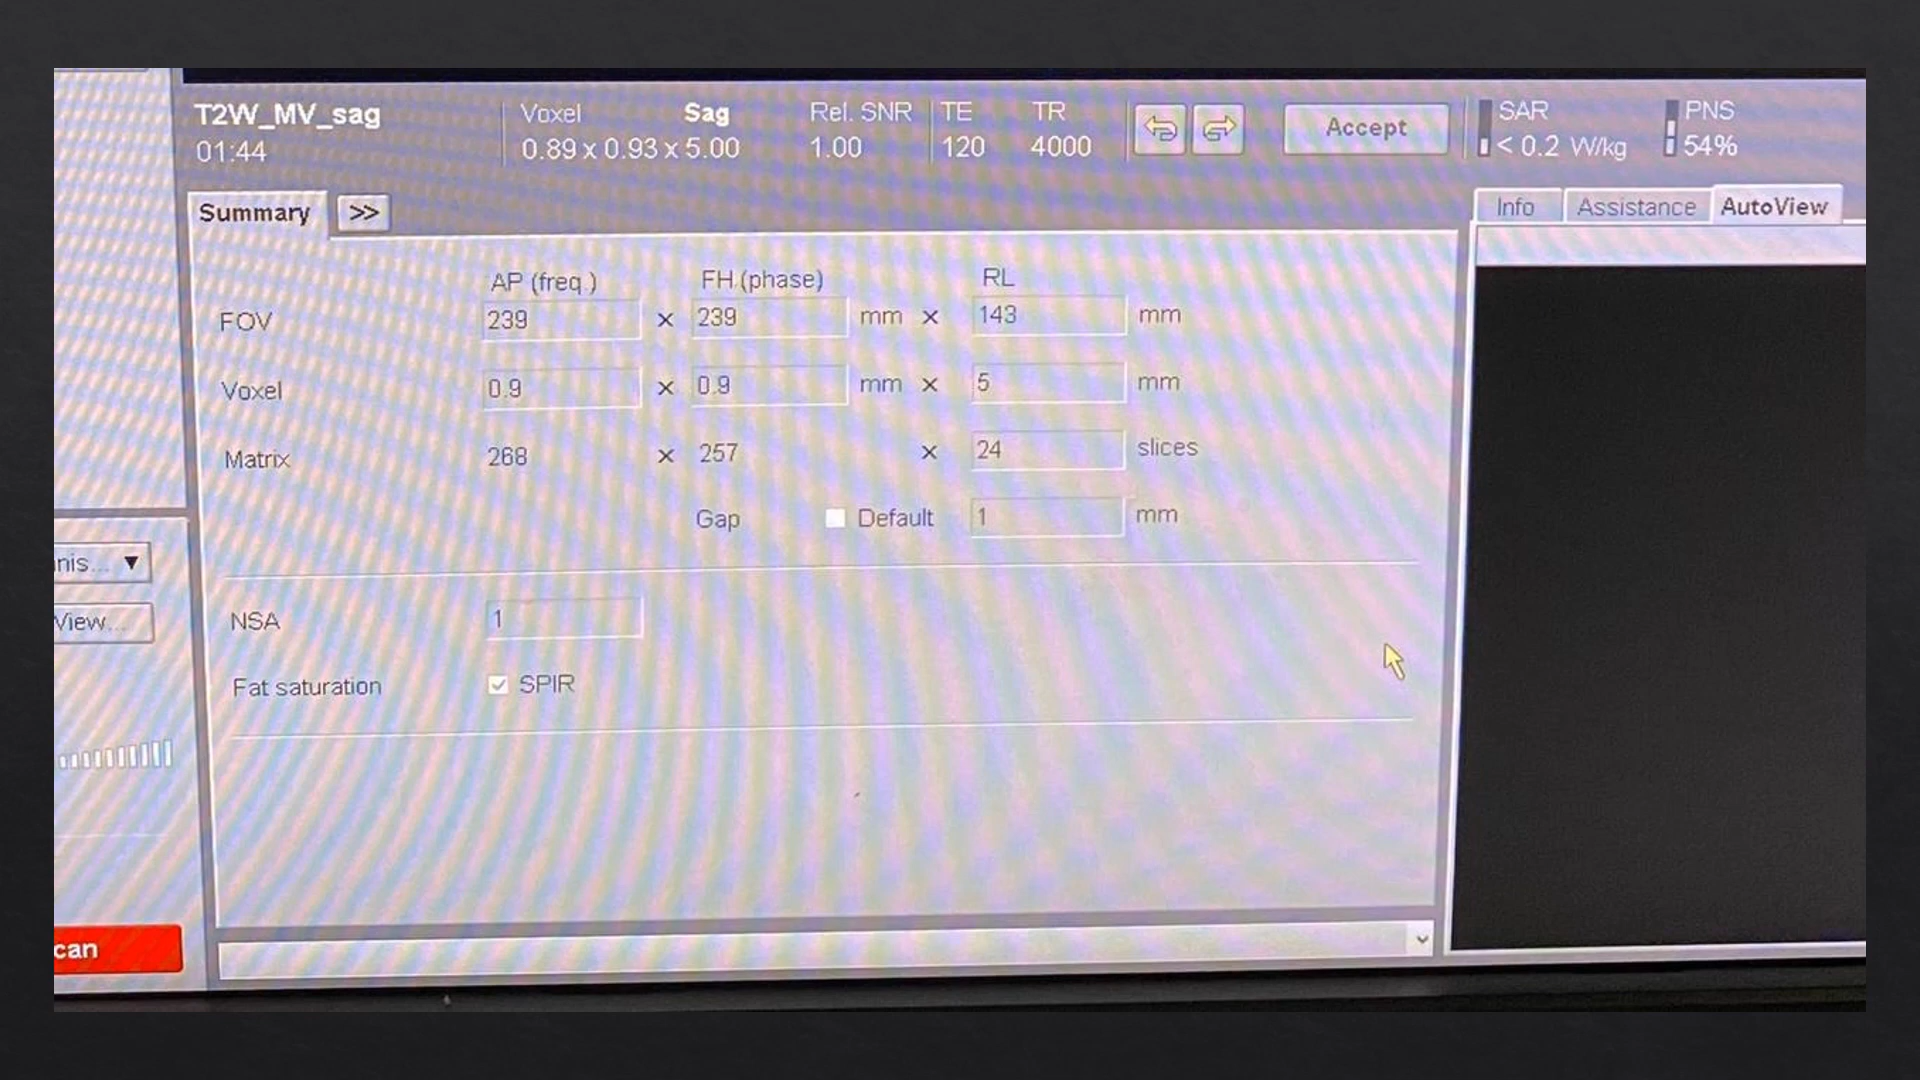 T2W_MV_sag Voxel Sag Rel. SNR TE TR Accept SAR PNS
01:44 0.89 x 0.93 x 5.00 1.00 120 4000 < 0.2 W/kg 54%
Summary >> Info Assistance AutoView
AP (freq.) FH (phase) RL
FOV 239 x 239 mm x 143 mm
Voxel 0.9 x 0.9 mm x 5 mm
Matrix 268 x 257 x 24 slices
Gap Default 1 mm
nis...
View...
NSA 1
Fat saturation SPIR
can